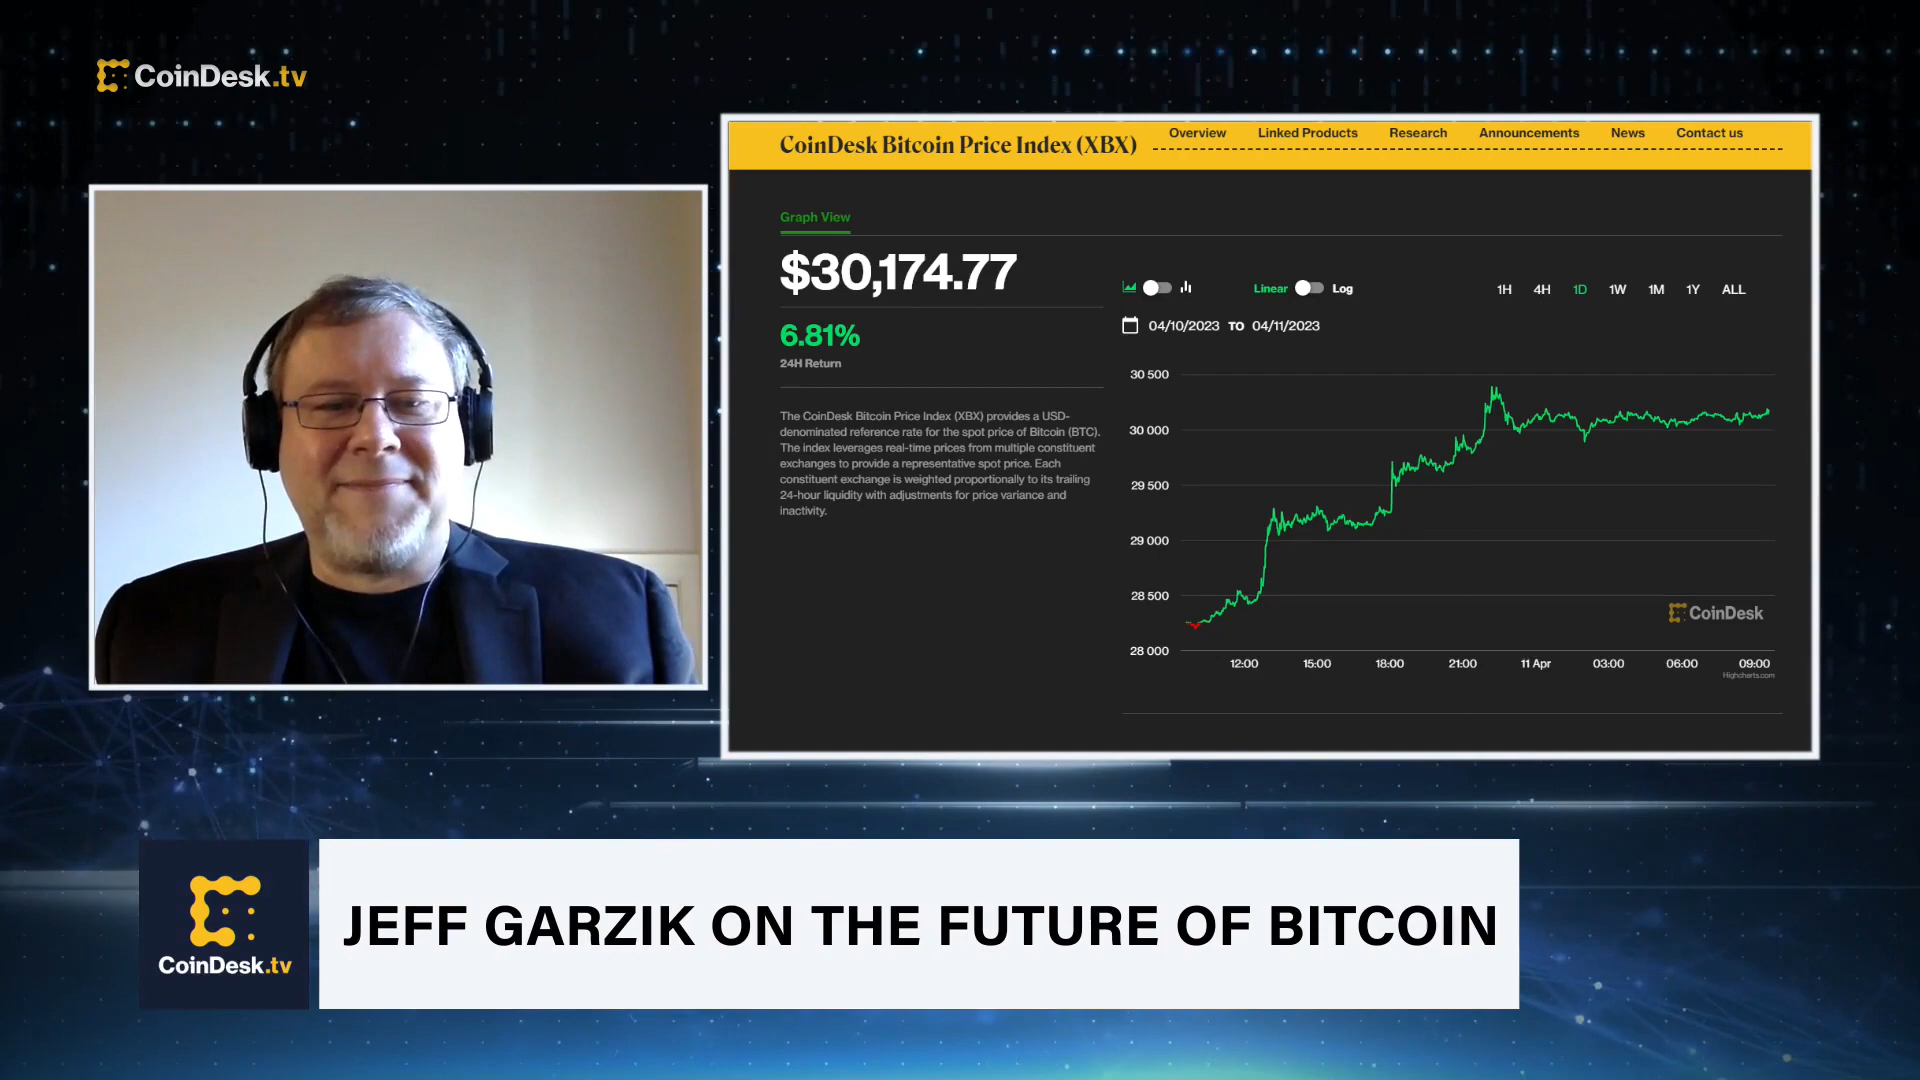 CoinDesk.tv
CoinDesk Bitcoin Price Index (XBX)
Overview
Linked Products
Research
Announcements
News
Contact us
Graph View
$30,174.77
6.81%
24H Return
The CoinDesk Bitcoin Price Index (XBX) provides a USD-
denominated reference rate for the spot price of Bitcoin (BTC).
The index leverages real-time prices from multiple constituent
exchanges to provide a representative spot price. Each
constituent exchange is weighted proportionally to its trailing
24-hour liquidity with adjustments for price variance and
inactivity.
Linear
Log
1H 4H 1D 1W 1M 1Y ALL
04/10/2023 TO 04/11/2023
30 500
30 000
29 500
29 000
28 500
28 000
CoinDesk
12:00 15:00 18:00 21:00 11 Apr 03:00 06:00 09:00
Highcharts.com
CoinDesk.tv
JEFF GARZIK ON THE FUTURE OF BITCOIN